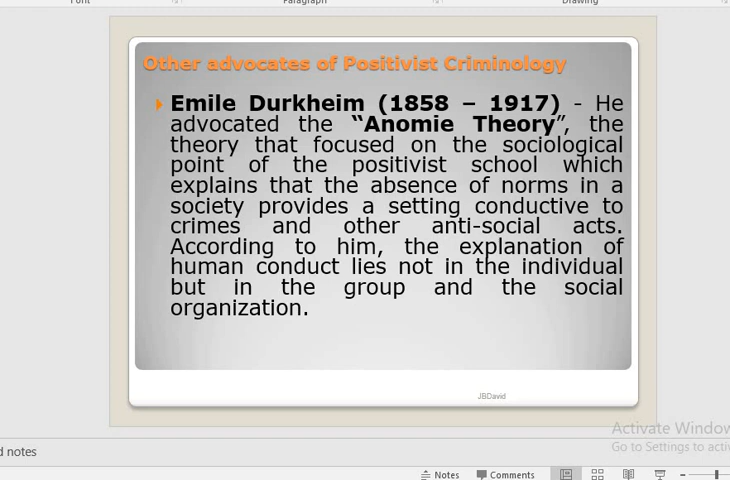 Font
Paragraph
Drawing
Other advocates of Positivist Criminology
Emile Durkheim (1858 – 1917) - He
advocated the “Anomie Theory”, the
theory that focused on the sociological
point of the positivist school which
explains that the absence of norms in a
society provides a setting conductive to
crimes and other anti-social acts.
According to him, the explanation of
human conduct lies not in the individual
but in the group and the social
organization.
JBDavid
Activate Window
Go to Settings to activ
d notes
Notes
Comments